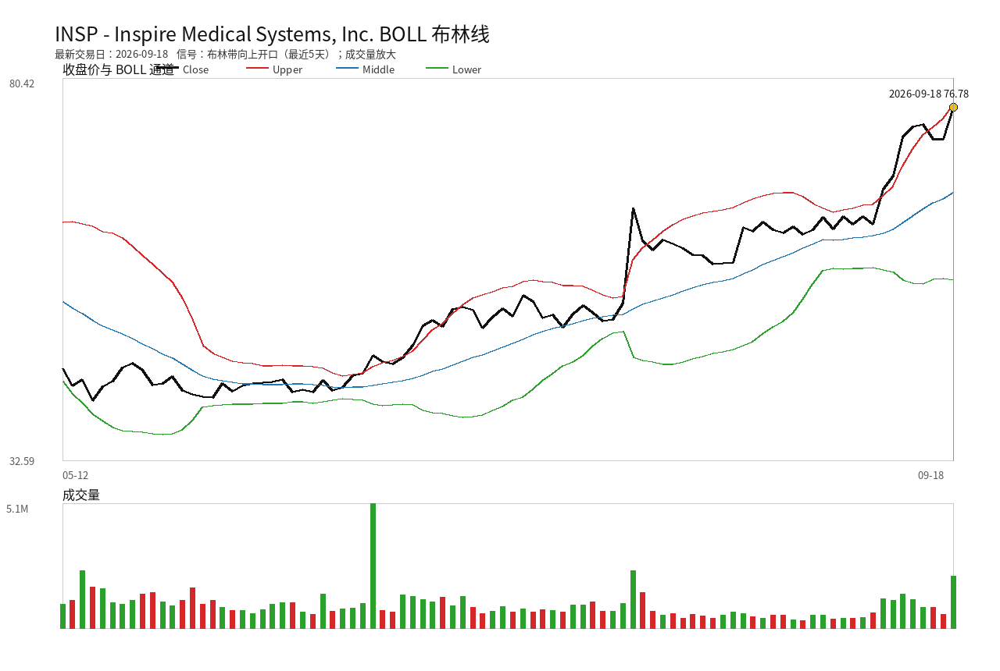 INSP - Inspire Medical Systems, Inc. BOLL 布林线
最新交易日：2026-09-18 信号：布林带向上开口（最近5天）；成交量放大
收盘价与 BOLL 通道 Close Upper Middle Lower
80.42
2026-09-18 76.78
32.59
05-12 09-18
成交量
5.1M